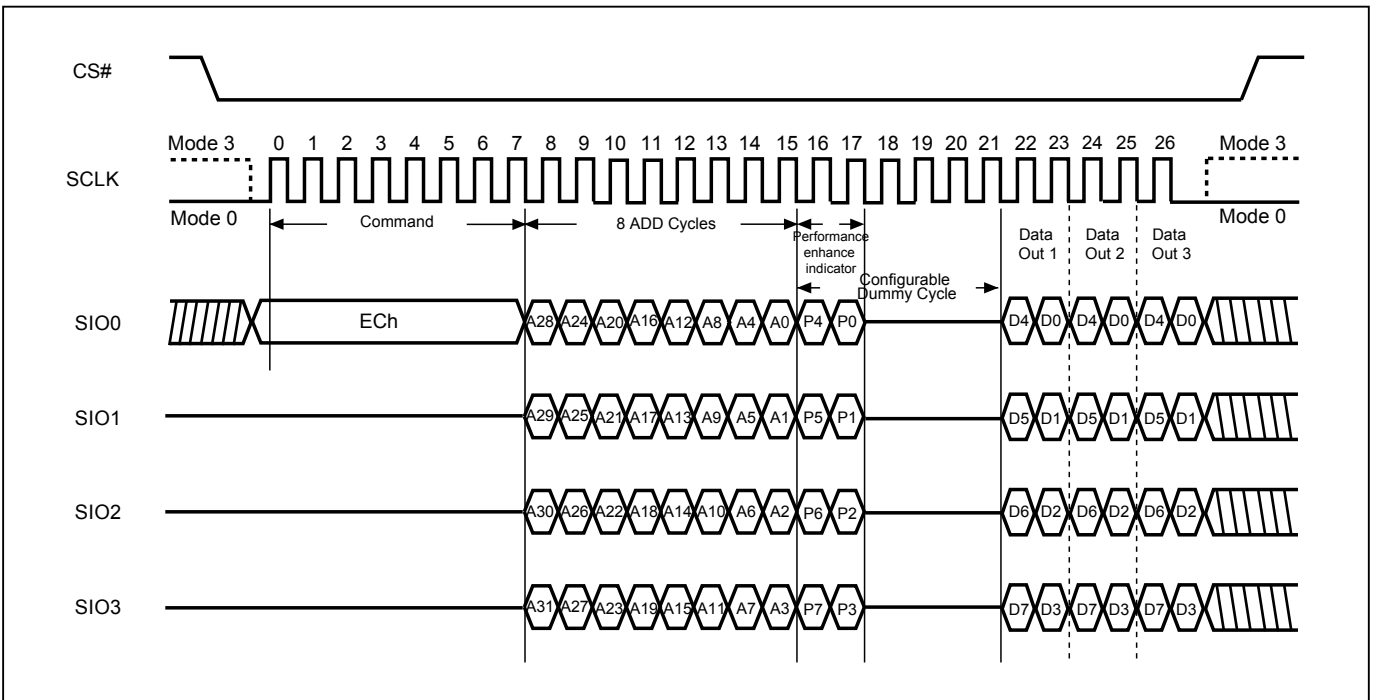 CS#
Mode 3 0 1 2 3 4 5 6 7 8 9 10 11 12 13 14 15 16 17 18 19 20 21 22 23 24 25 26 Mode 3
SCLK
Mode 0 Command 8 ADD Cycles Mode 0
Performance
enhance
indicator
Data
Out 1
Data
Out 2
Data
Out 3
Configurable
Dummy Cycle
SIO0 ECh A28 A24 A20 A16 A12 A8 A4 A0 P4 P0 D4 D0 D4 D0 D4 D0
SIO1 A29 A25 A21 A17 A13 A9 A5 A1 P5 P1 D5 D1 D5 D1 D5 D1
SIO2 A30 A26 A22 A18 A14 A10 A6 A2 P6 P2 D6 D2 D6 D2 D6 D2
SIO3 A31 A27 A23 A19 A15 A11 A7 A3 P7 P3 D7 D3 D7 D3 D7 D3